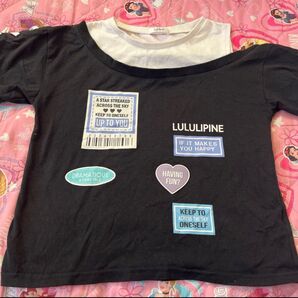 A STAR STREAKED
ACROSS THE SKY
KEEP TO ONESELF
UP TO YOU
LULULIPINE
IF IT MAKES
YOU HAPPY
DRAMATIQUE
HAVING
FUN?
KEEP TO
ONESELF